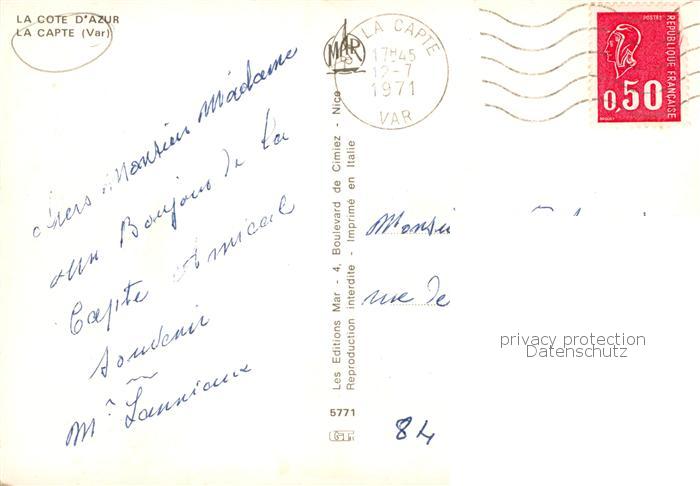 LA COTE D'AZUR
LA CAPTE (Var)
chers Monsieur Madame
un Bonjour de La
Capte Amical
Souvenir
MAR
LA CAPTE
17H45
12-7
1971
VAR
POSTES
REPUBLIQUE FRANÇAISE
0,50
Les Editions Mar - 4, Boulevard de Cimiez - Nice
Reproduction interdite - Imprimé en Italie
rue de
privacy protection
Datenschutz
5771
84